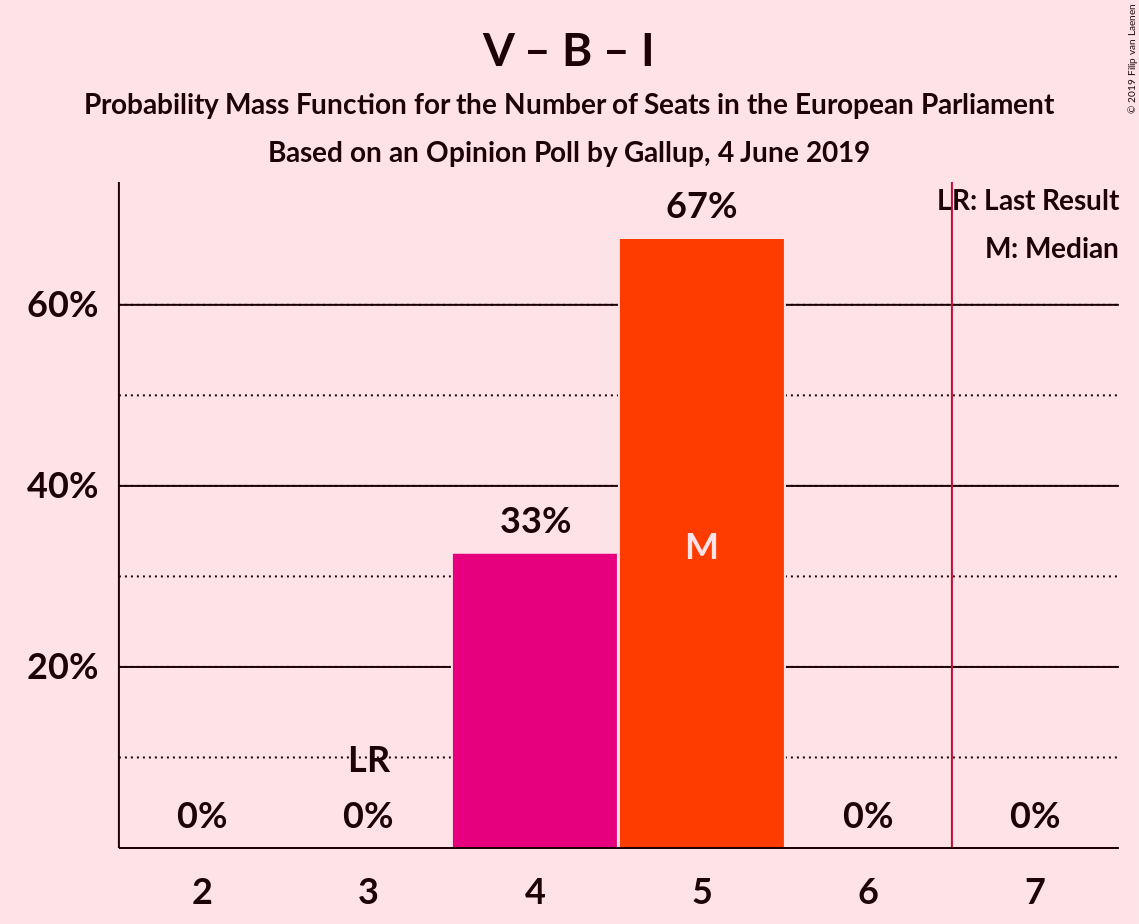 V – B – I
Probability Mass Function for the Number of Seats in the European Parliament
Based on an Opinion Poll by Gallup, 4 June 2019
© 2019 Filip van Laenen
LR: Last Result
M: Median
67%
60%
33%
40%
M
20%
LR
0%
0%
0%
0%
2
3
4
5
6
7